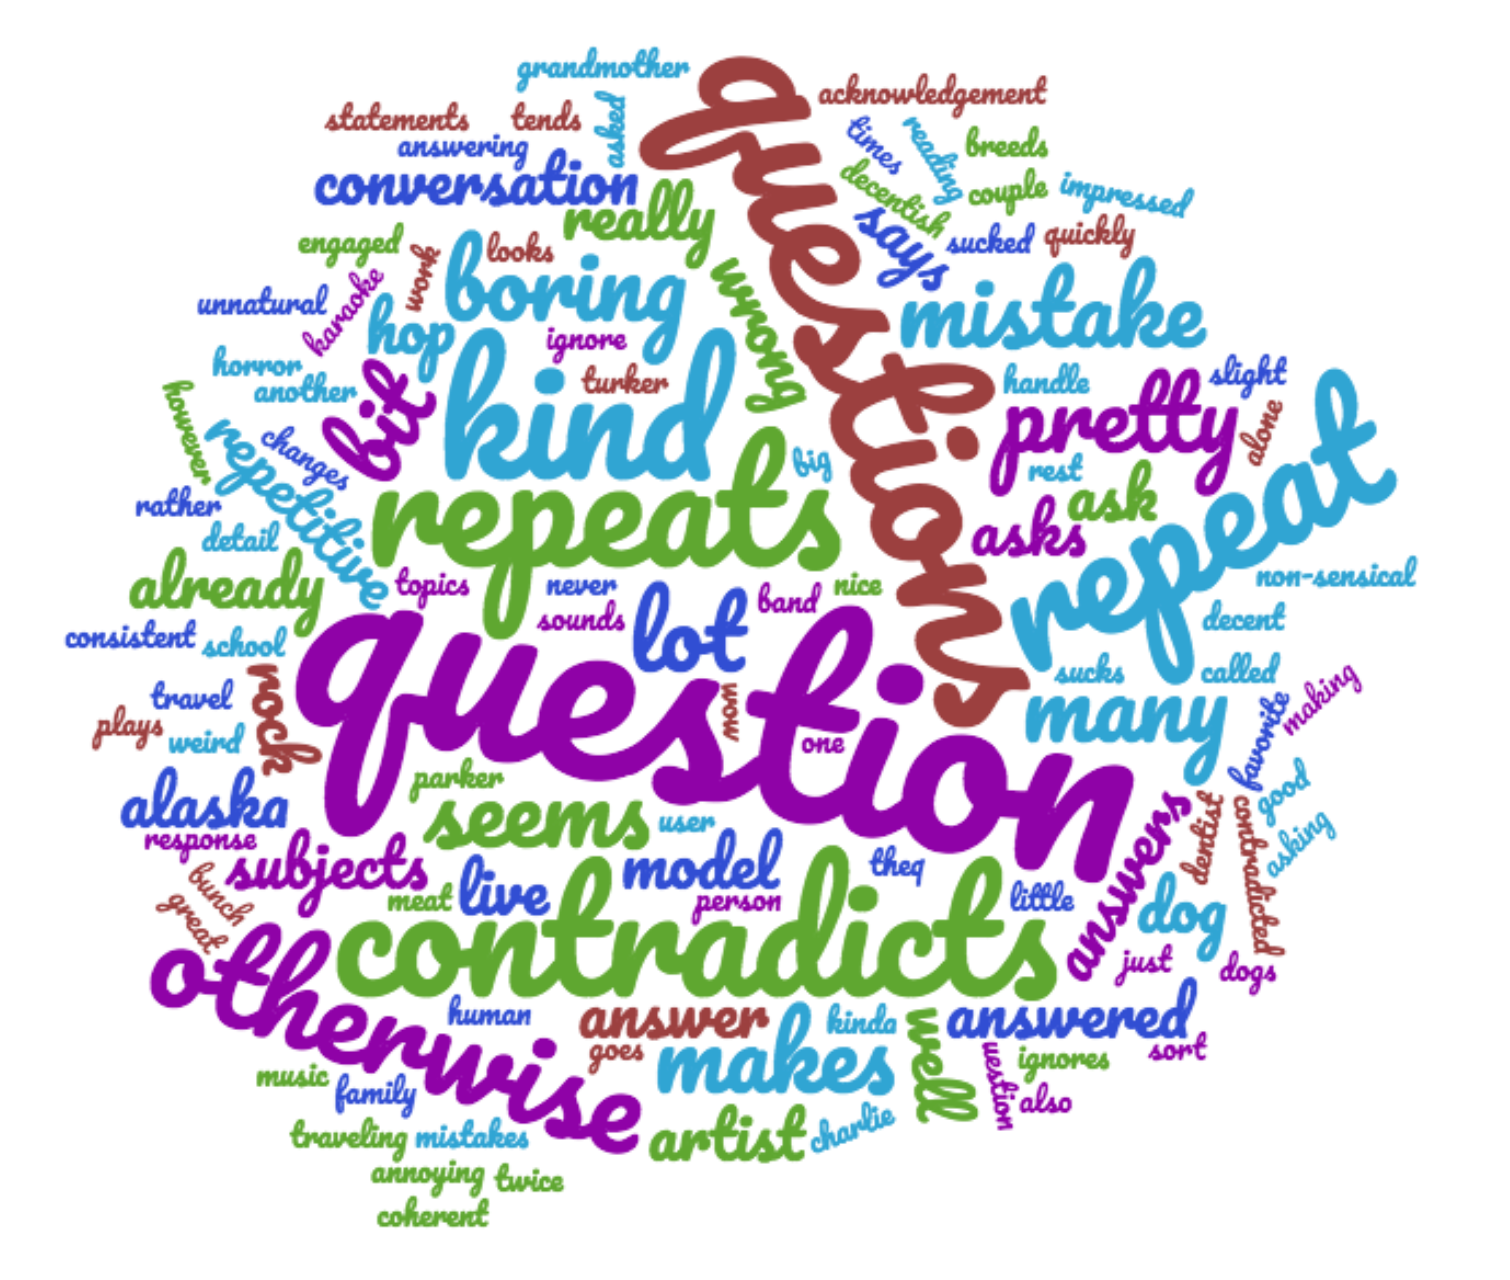 grandmother
acknowledgement
statements
tends
asked
questions
times
reading
breeds
answering
conversation
really
decentish
couple
impressed
says
sucked
quickly
engaged
work
looks
boring
wrong
mistake
unnatural
karaoke
hop
ignore
kind
turker
handle
slight
pretty
horror
another
bit
however
repetitive
changes
big
rest
alone
repeat
rather
detail
repeats
asks
ask
already
topics
never
lot
band
nice
non-sensical
consistent
school
sounds
decent
question
sucks
called
travel
rock
wow
many
favorite
making
plays
weird
one
parker
alaska
seems
user
answers
dentist
contradicted
good
asking
response
subjects
live
model
theq
little
dog
bunch
great
meat
person
contradicts
just
dogs
otherwise
human
answer
kinda
well
answered
goes
makes
uestion
ignores
sort
music
family
also
traveling
mistakes
artist
charlie
annoying
twice
coherent